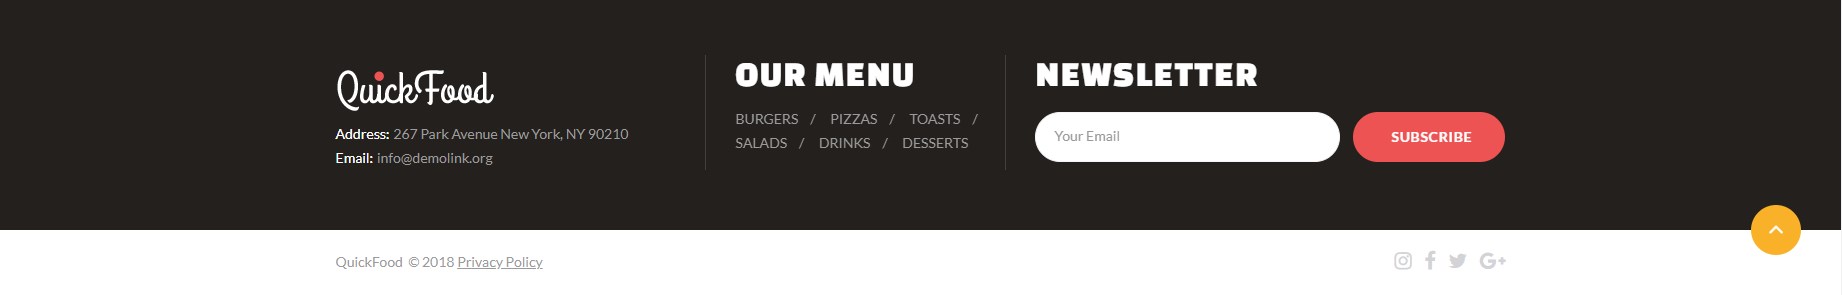 QuickFood
Address: 267 Park Avenue New York, NY 90210
Email: info@demolink.org
OUR MENU
BURGERS / PIZZAS / TOASTS /
SALADS / DRINKS / DESSERTS
NEWSLETTER
Your Email
SUBSCRIBE
QuickFood © 2018 Privacy Policy